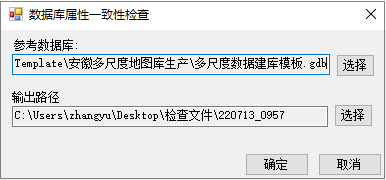 数据库属性一致性检查
参考数据库:
Template\安徽多尺度地图库生产\多尺度数据建库模板.gdb
选择
输出路径
C:\Users\zhangyu\Desktop\检查文件\220713_0957
选择
确定
取消